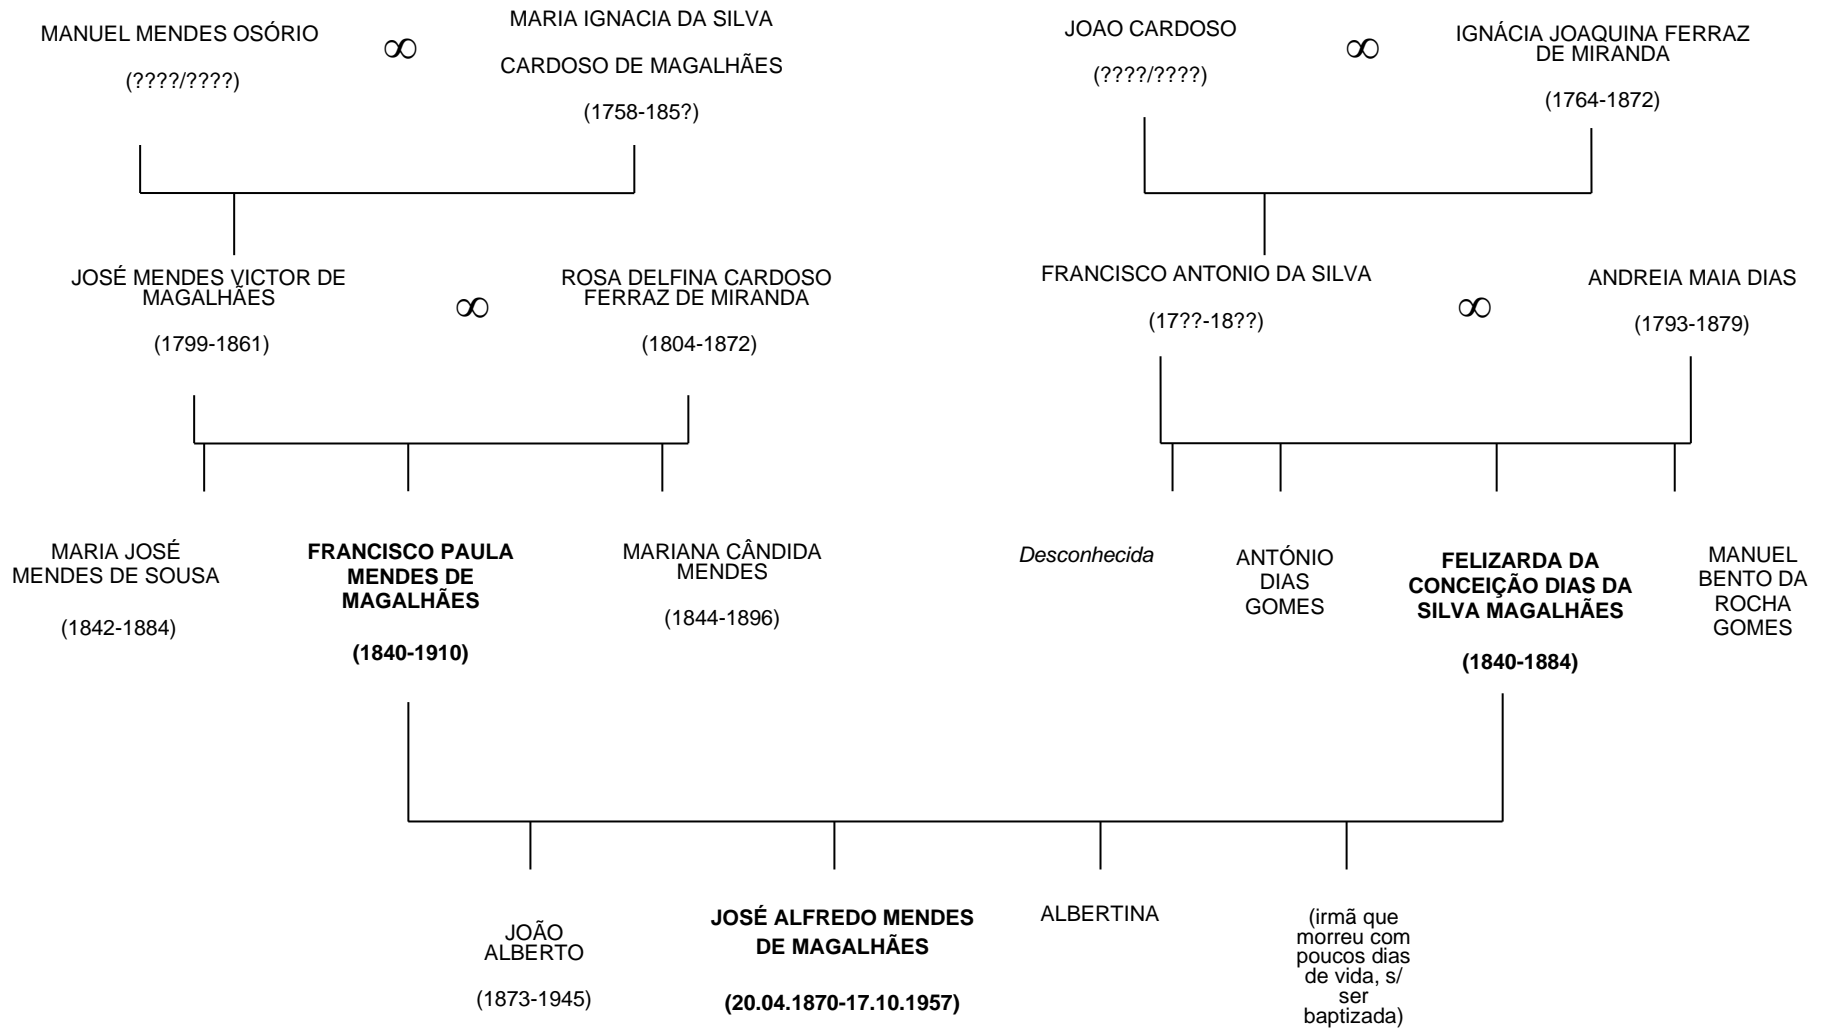 MANUEL MENDES OSÓRIO
(????/????)
∞
MARIA IGNACIA DA SILVA
CARDOSO DE MAGALHÃES
(1758-185?)
JOAO CARDOSO
(????/????)
∞
IGNÁCIA JOAQUINA FERRAZ
DE MIRANDA
(1764-1872)
JOSÉ MENDES VICTOR DE
MAGALHÃES
(1799-1861)
∞
ROSA DELFINA CARDOSO
FERRAZ DE MIRANDA
(1804-1872)
FRANCISCO ANTONIO DA SILVA
(17??-18??)
∞
ANDREIA MAIA DIAS
(1793-1879)
MARIA JOSÉ
MENDES DE SOUSA
(1842-1884)
FRANCISCO PAULA
MENDES DE
MAGALHÃES
(1840-1910)
MARIANA CÂNDIDA
MENDES
(1844-1896)
Desconhecida
ANTÓNIO
DIAS
GOMES
FELIZARDA DA
CONCEIÇÃO DIAS DA
SILVA MAGALHÃES
(1840-1884)
MANUEL
BENTO DA
ROCHA
GOMES
JOÃO
ALBERTO
(1873-1945)
JOSÉ ALFREDO MENDES
DE MAGALHÃES
(20.04.1870-17.10.1957)
ALBERTINA
(irmã que
morreu com
poucos dias
de vida, s/
ser
baptizada)